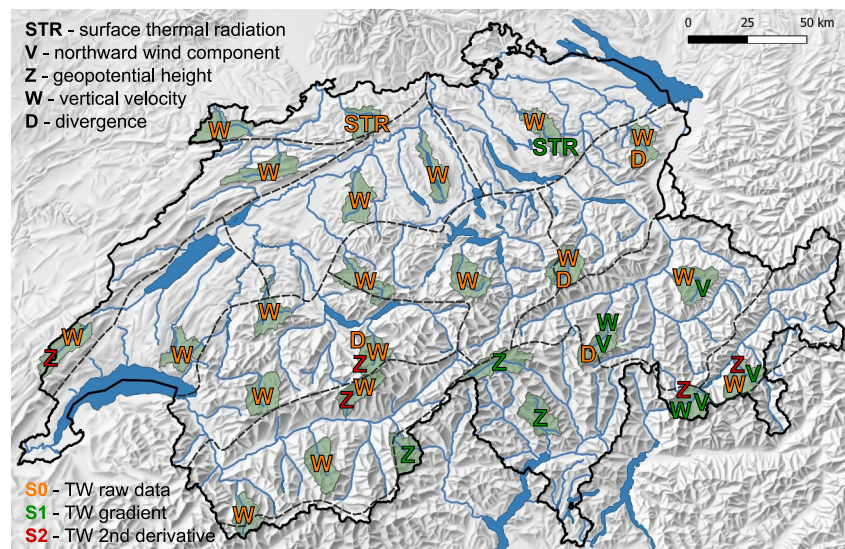 STR - surface thermal radiation
V - northward wind component
Z - geopotential height
W - vertical velocity
D - divergence
0 25 50 km
W
STR
W
STR
W
D
W
W
W
W
D
W
W
W
V
W
W
V
D
W
Z
W
D
W
Z
W
Z
Z
Z
W
V
Z
W
V
W
Z
W
Z
W
S0 - TW raw data
S1 - TW gradient
S2 - TW 2nd derivative